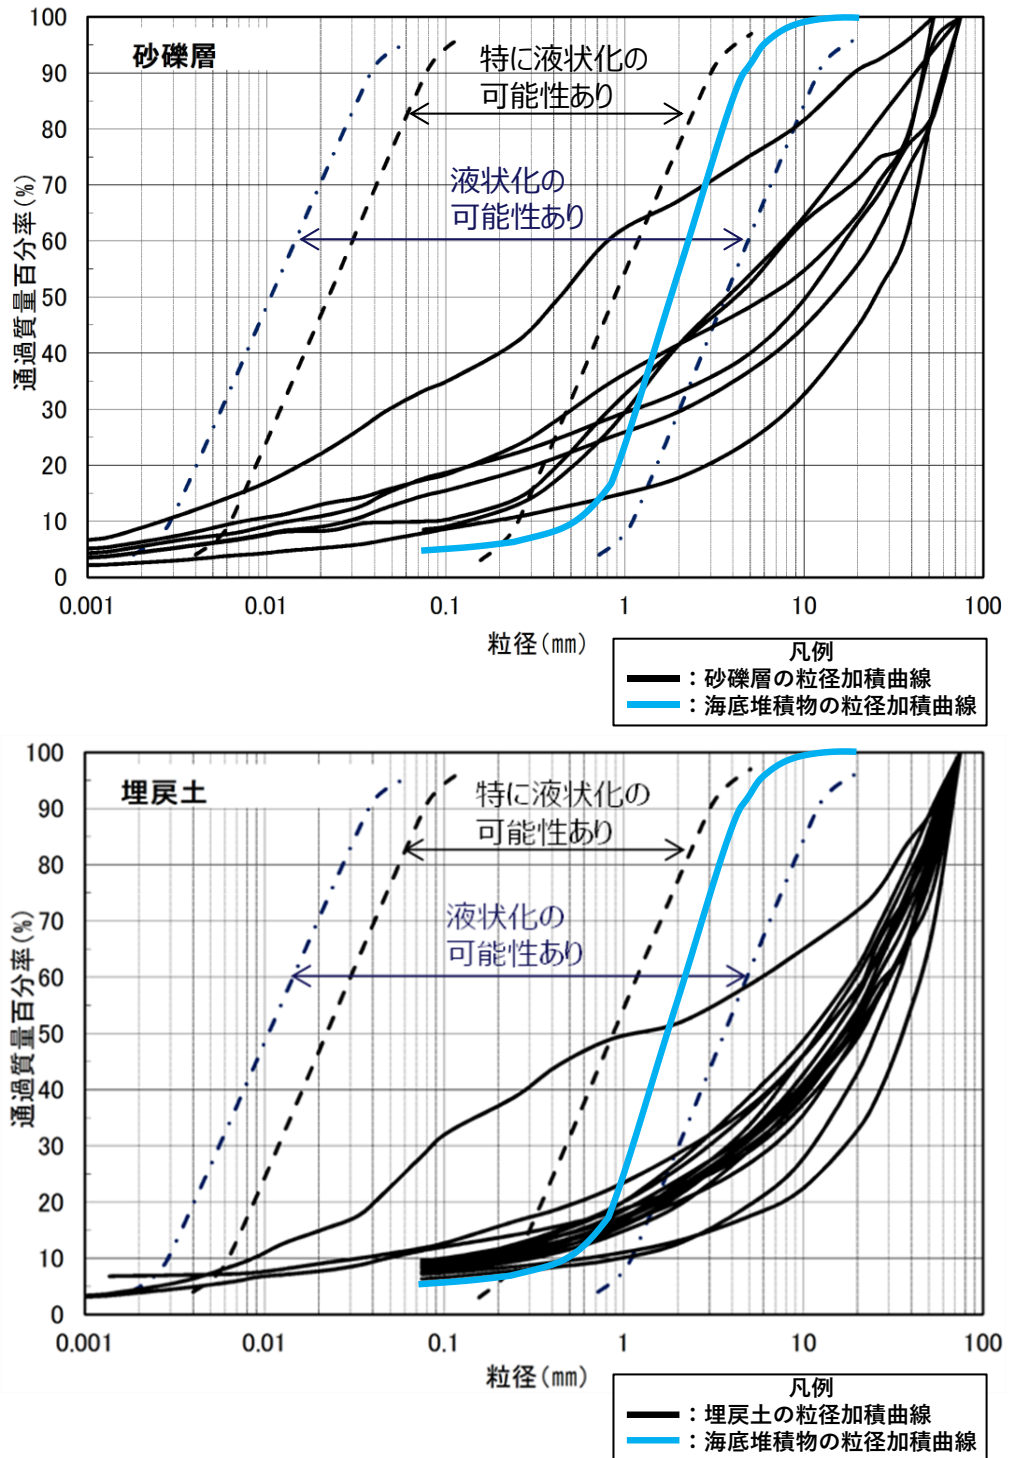 砂礫層
特に液状化の
可能性あり
液状化の
可能性あり
通過質量百分率(%)
100
90
80
70
60
50
40
30
20
10
0
0.001
0.01
0.1
1
10
100
粒径(mm)
凡例
：砂礫層の粒径加積曲線
：海底堆積物の粒径加積曲線
埋戻土
特に液状化の
可能性あり
液状化の
可能性あり
通過質量百分率(%)
100
90
80
70
60
50
40
30
20
10
0
0.001
0.01
0.1
1
10
100
粒径(mm)
凡例
：埋戻土の粒径加積曲線
：海底堆積物の粒径加積曲線